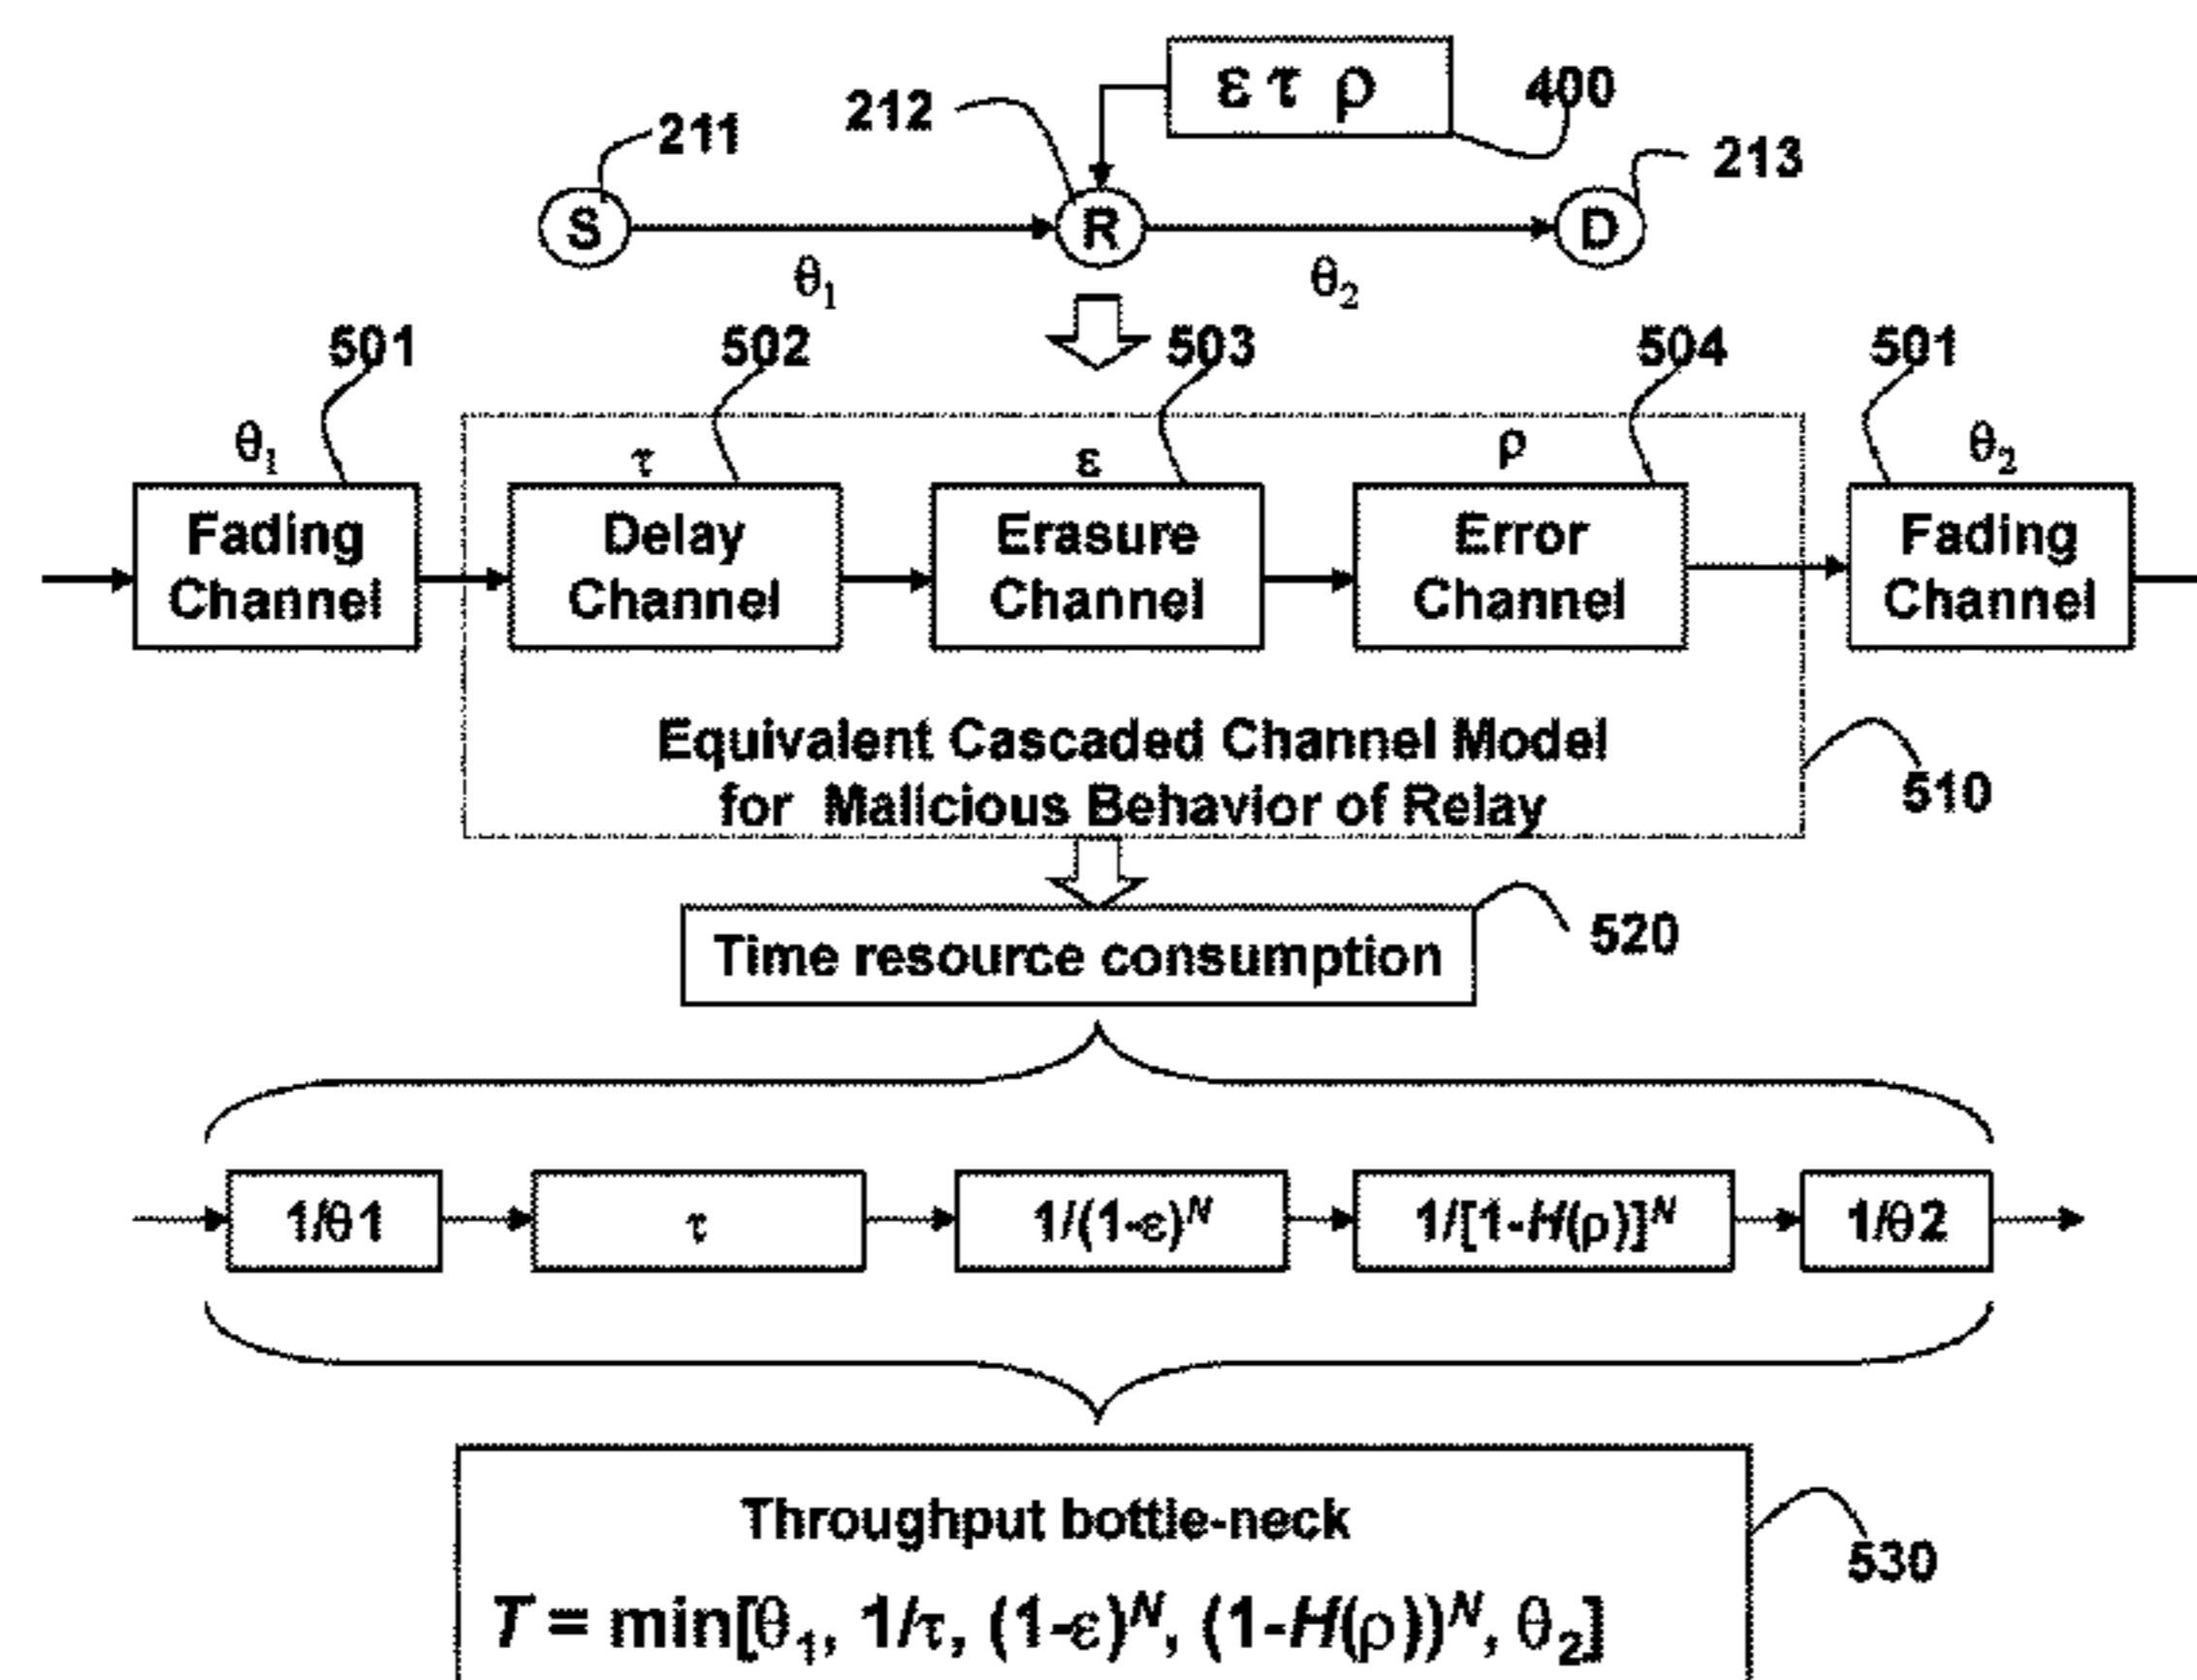 ε τ ρ
400
212
211
213
S
R
D
θ₁
θ₂
501
502
503
504
501
θ₁
τ
ε
ρ
θ₂
Fading Channel
Delay Channel
Erasure Channel
Error Channel
Fading Channel
Equivalent Cascaded Channel Model
for Malicious Behavior of Relay
510
Time resource consumption
520
1/θ1
τ
1/(1-ε)ᴺ
1/[1-H(ρ)]ᴺ
1/θ2
Throughput bottle-neck
530
T = min[θ₁, 1/τ, (1-ε)ᴺ, (1-H(ρ))ᴺ, θ₂]